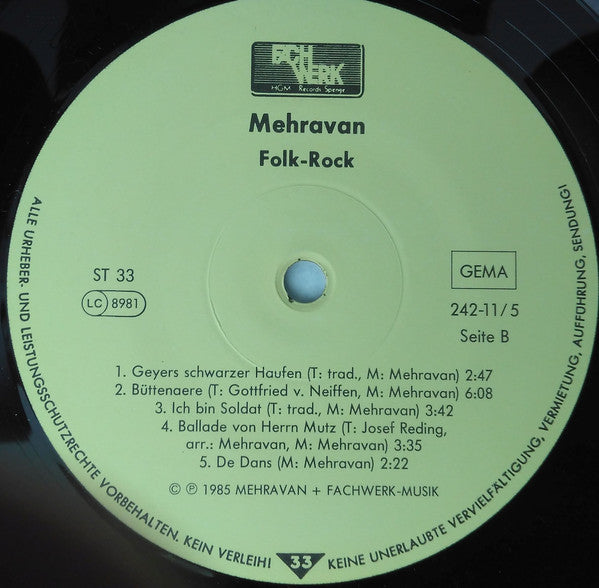 FACH
WERK
HGM Records Spenge
Mehravan
Folk-Rock
ST 33
LC 8981
GEMA
242-11/5
Seite B
1. Geyers schwarzer Haufen (T: trad., M: Mehravan) 2:47
2. Büttenaere (T: Gottfried v. Neiffen, M: Mehravan) 6:08
3. Ich bin Soldat (T: trad., M: Mehravan) 3:42
4. Ballade von Herrn Mutz (T: Josef Reding,
arr.: Mehravan, M: Mehravan) 3:35
5. De Dans (M: Mehravan) 2:22
© ℗ 1985 MEHRAVAN + FACHWERK-MUSIK
ALLE URHEBER- UND LEISTUNGSSCHUTZRECHTE VORBEHALTEN. KEIN VERLEIH! 33 KEINE UNERLAUBTE VERVIELFÄLTIGUNG, VERMIETUNG, AUFFÜHRUNG, SENDUNG!